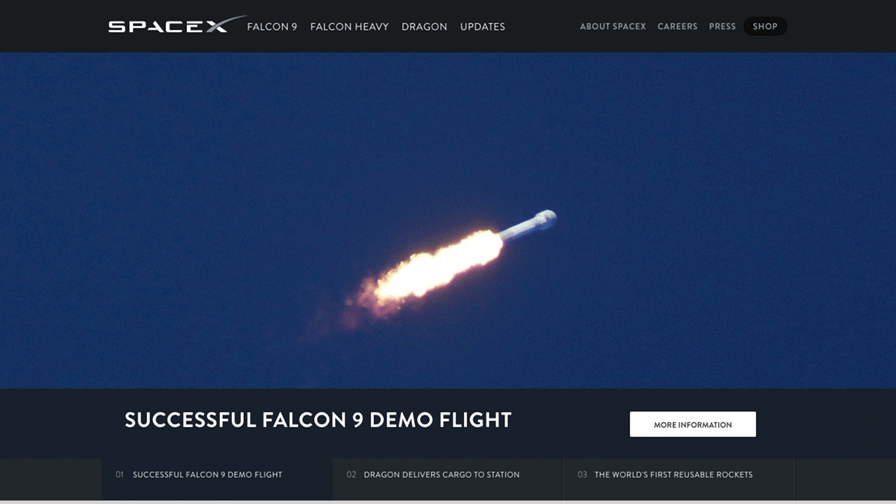 SPACEX FALCON 9 FALCON HEAVY DRAGON UPDATES ABOUT SPACEX CAREERS PRESS SHOP
SUCCESSFUL FALCON 9 DEMO FLIGHT
MORE INFORMATION
01 SUCCESSFUL FALCON 9 DEMO FLIGHT
02 DRAGON DELIVERS CARGO TO STATION
03 THE WORLD'S FIRST REUSABLE ROCKETS